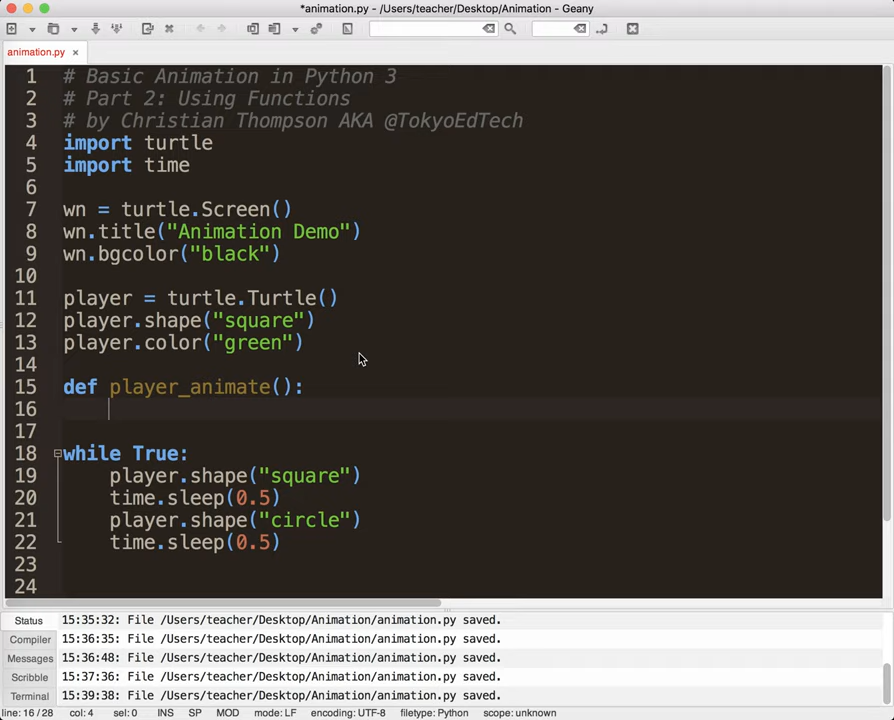 *animation.py - /Users/teacher/Desktop/Animation - Geany
animation.py ×
1 # Basic Animation in Python 3
2 # Part 2: Using Functions
3 # by Christian Thompson AKA @TokyoEdTech
4 import turtle
5 import time
6
7 wn = turtle.Screen()
8 wn.title("Animation Demo")
9 wn.bgcolor("black")
10
11 player = turtle.Turtle()
12 player.shape("square")
13 player.color("green")
14
15 def player_animate():
16
17
18 while True:
19 player.shape("square")
20 time.sleep(0.5)
21 player.shape("circle")
22 time.sleep(0.5)
23
24
Status
Compiler
Messages
Scribble
Terminal
15:35:32: File /Users/teacher/Desktop/Animation/animation.py saved.
15:36:35: File /Users/teacher/Desktop/Animation/animation.py saved.
15:36:48: File /Users/teacher/Desktop/Animation/animation.py saved.
15:37:36: File /Users/teacher/Desktop/Animation/animation.py saved.
15:39:38: File /Users/teacher/Desktop/Animation/animation.py saved.
line: 16 / 28 col: 4 sel: 0 INS SP MOD mode: LF encoding: UTF-8 filetype: Python scope: unknown